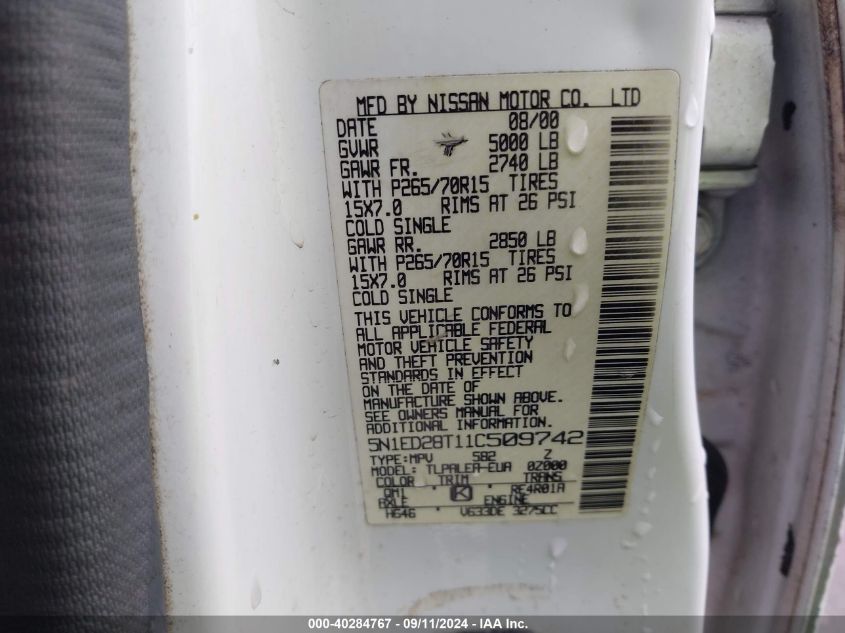 MFD BY NISSAN MOTOR CO. LTD
DATE 08/00
GVWR 5000 LB
GAWR FR. 2740 LB
WITH P265/70R15 TIRES
15X7.0 RIMS AT 26 PSI
COLD SINGLE
GAWR RR. 2850 LB
WITH P265/70R15 TIRES
15X7.0 RIMS AT 26 PSI
COLD SINGLE
THIS VEHICLE CONFORMS TO
ALL APPLICABLE FEDERAL
MOTOR VEHICLE SAFETY
AND THEFT PREVENTION
STANDARDS IN EFFECT
ON THE DATE OF
MANUFACTURE SHOWN ABOVE.
SEE OWNERS MANUAL FOR
ADDITIONAL INFORMATION.
5N1ED28T11C509742
TYPE:MPV 582 Z
MODEL: TLPALEA-EUA 0Z000
COLOR TRIM TRANS
QM1 K RE4R01A
AXLE ENGINE
HG46 VG33DE 3275CC
000-40284767 - 09/11/2024 - IAA Inc.